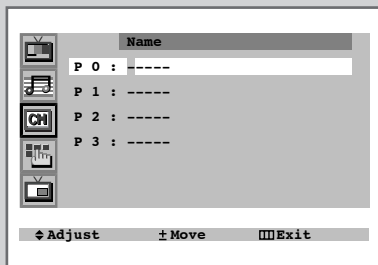 Name
P 0 : -----
P 1 : -----
P 2 : -----
P 3 : -----
CH
Adjust ± Move Exit